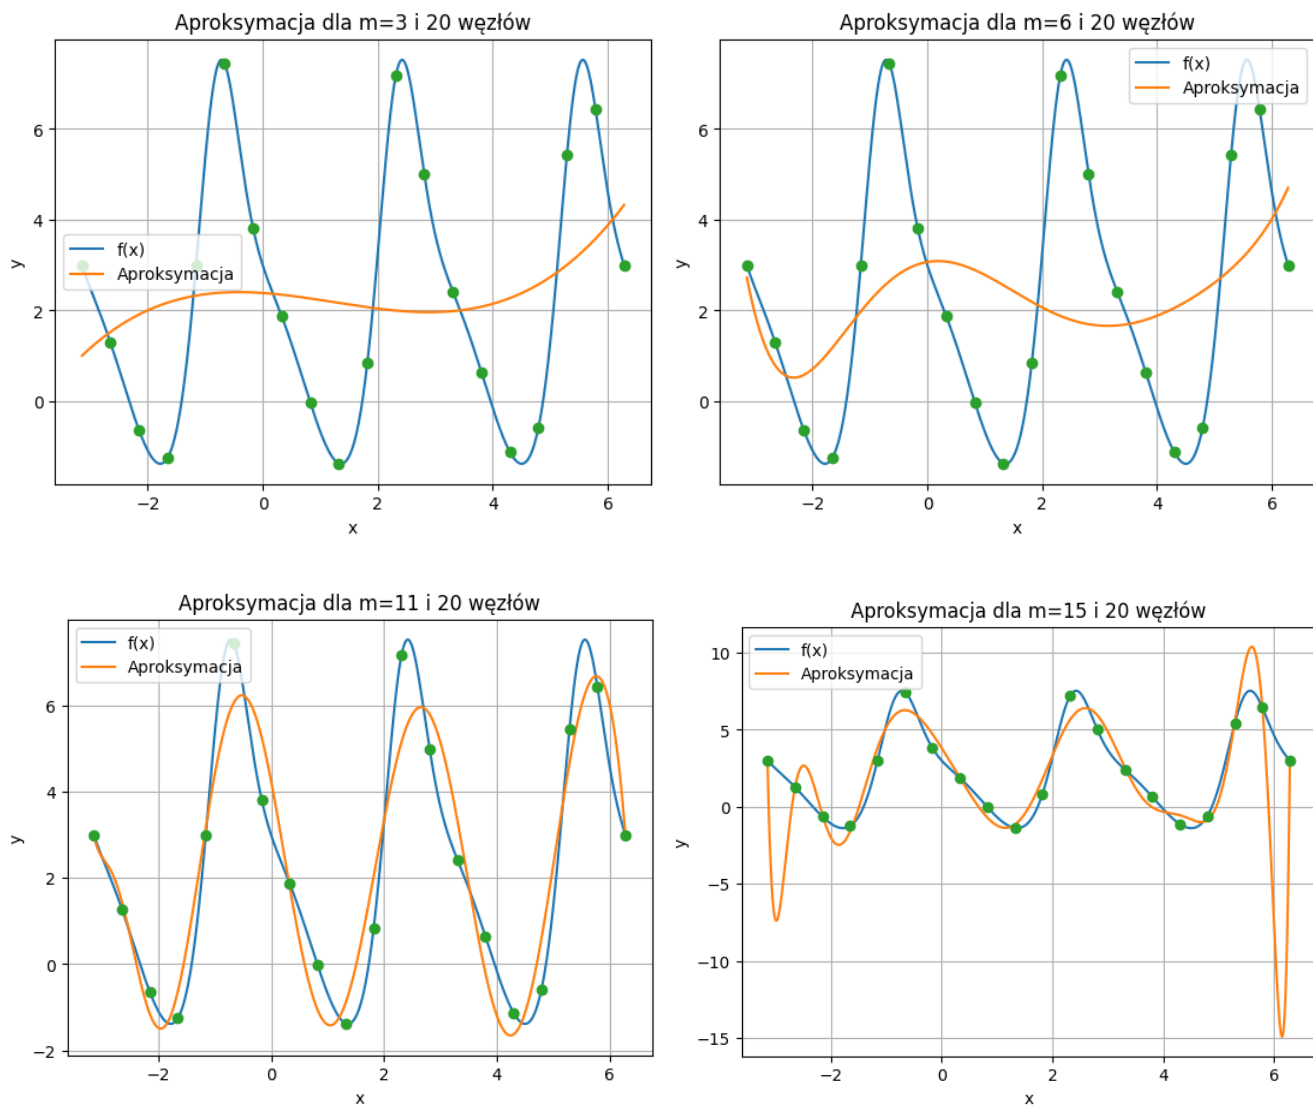 Aproksymacja dla m=3 i 20 węzłów
6
4
2
0
y
f(x)
Aproksymacja
−2
0
2
4
6
x
Aproksymacja dla m=6 i 20 węzłów
6
4
2
0
y
f(x)
Aproksymacja
−2
0
2
4
6
x
Aproksymacja dla m=11 i 20 węzłów
6
4
2
0
−2
y
f(x)
Aproksymacja
−2
0
2
4
6
x
Aproksymacja dla m=15 i 20 węzłów
10
5
0
−5
−10
−15
y
f(x)
Aproksymacja
−2
0
2
4
6
x